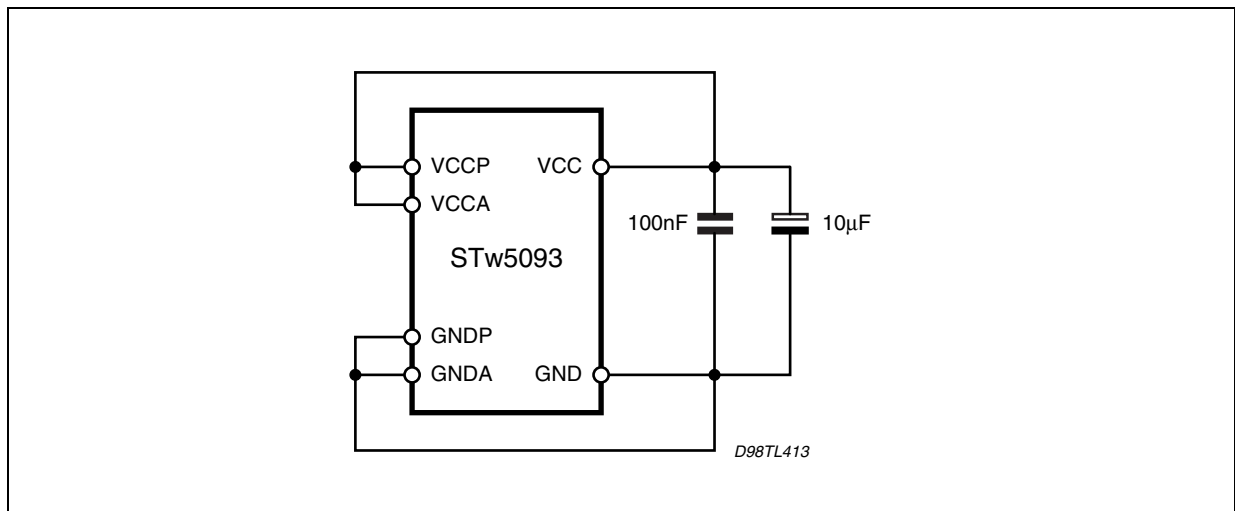 VCCP VCC
VCCA
100nF 10μF
STw5093
GNDP
GNDA GND
D98TL413